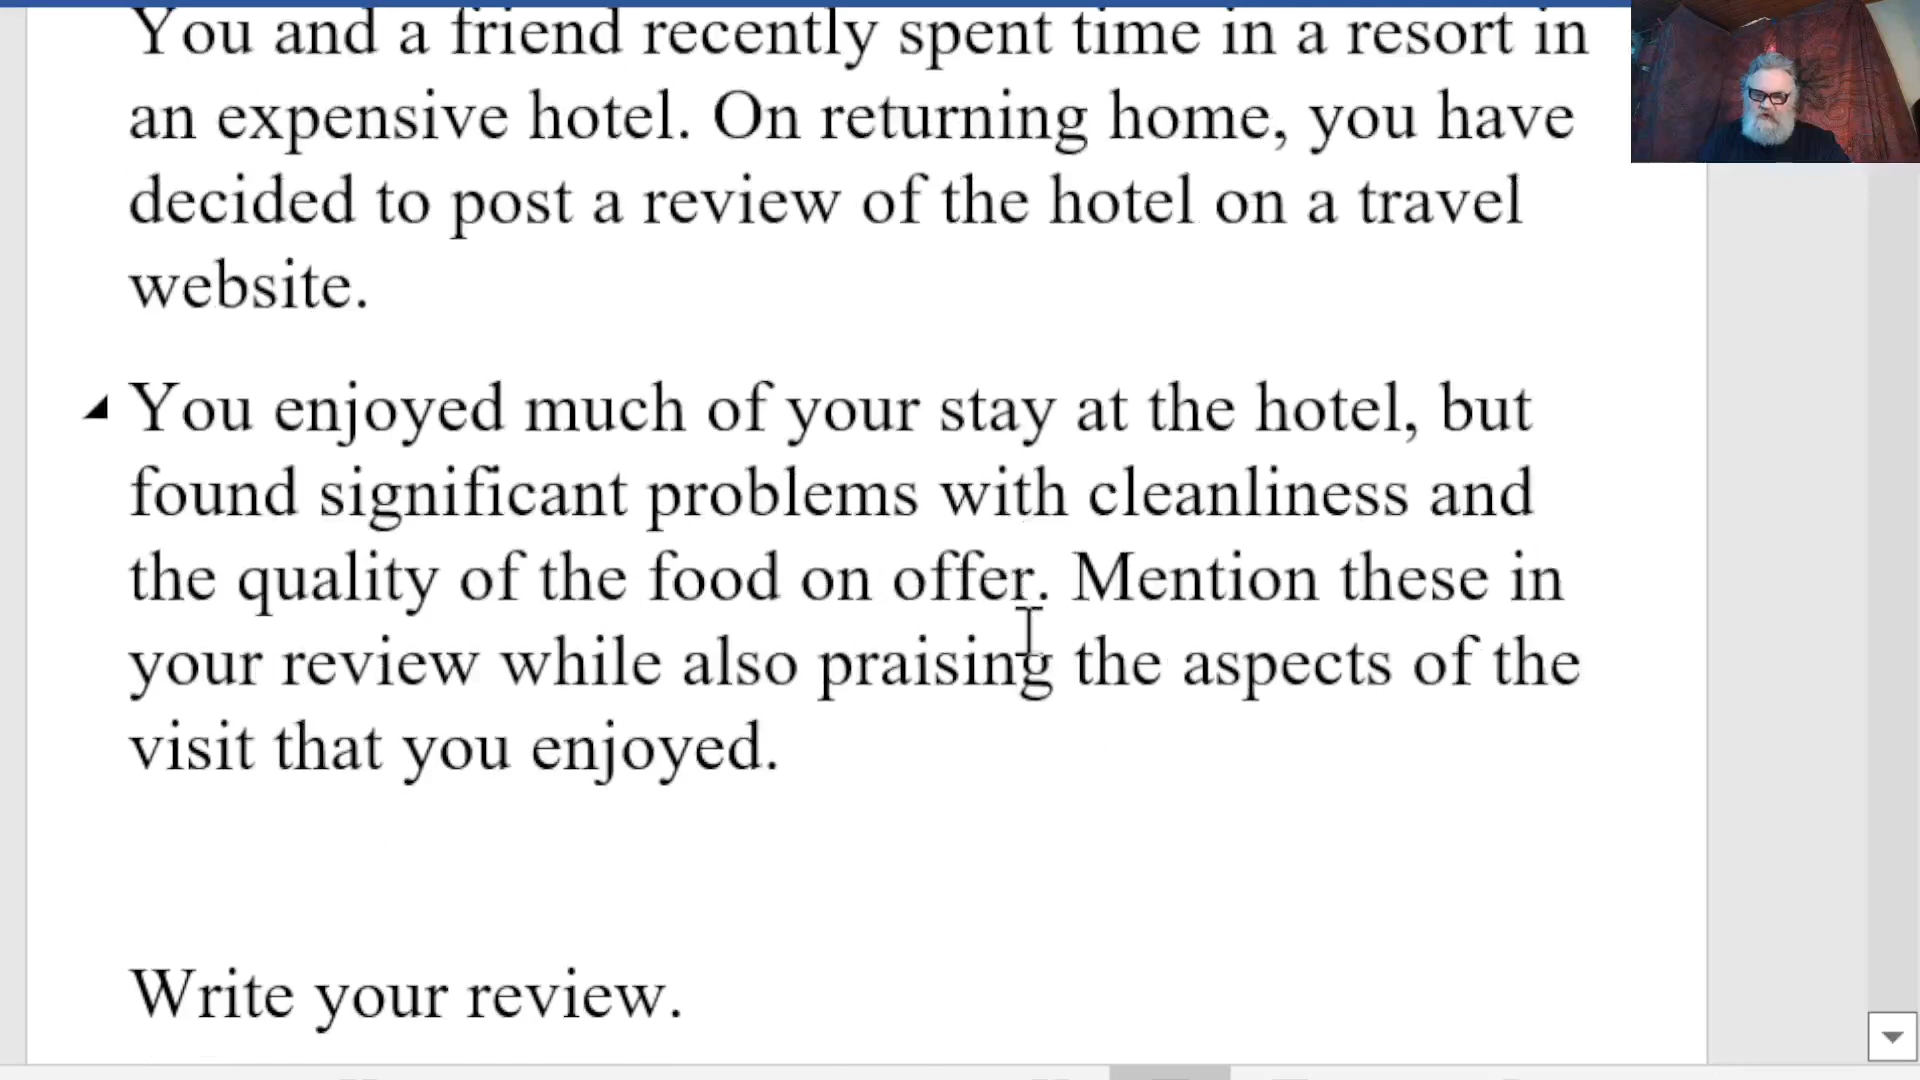 You and a friend recently spent time in a resort in
an expensive hotel. On returning home, you have
decided to post a review of the hotel on a travel
website.
You enjoyed much of your stay at the hotel, but
found significant problems with cleanliness and
the quality of the food on offer. Mention these in
your review while also praising the aspects of the
visit that you enjoyed.
Write your review.